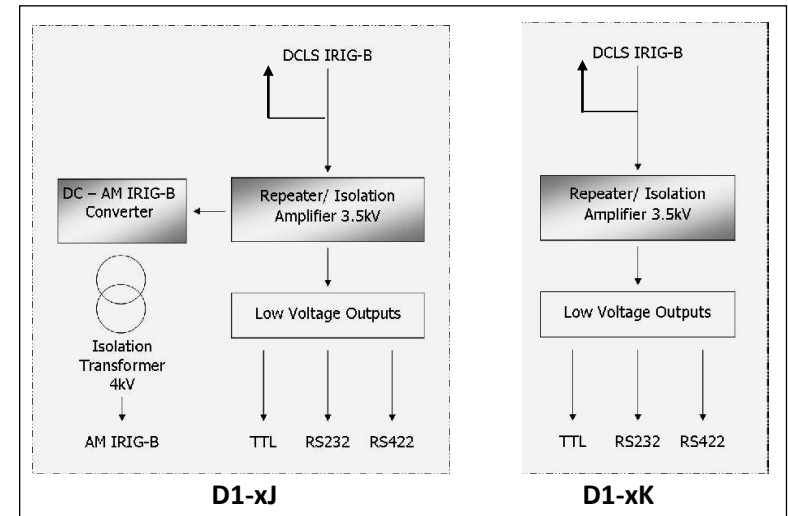 DCLS IRIG-B
DC – AM IRIG-B
Converter
Repeater/ Isolation
Amplifier 3.5kV
Low Voltage Outputs
Isolation
Transformer
4kV
AM IRIG-B
TTL
RS232
RS422
D1-xJ
DCLS IRIG-B
Repeater/ Isolation
Amplifier 3.5kV
Low Voltage Outputs
TTL
RS232
RS422
D1-xK